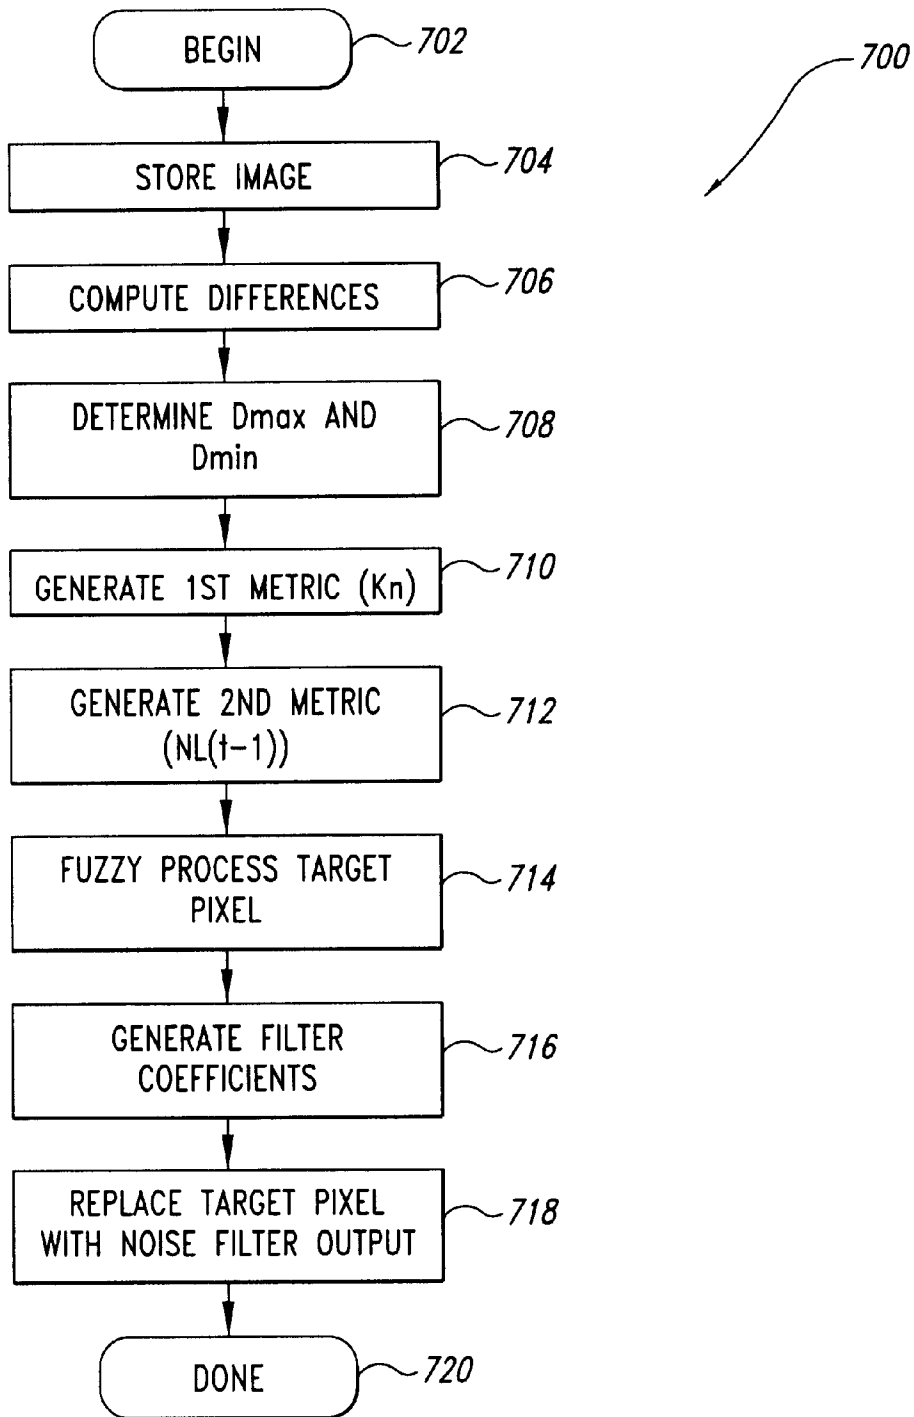 BEGIN
702
700
STORE IMAGE
704
COMPUTE DIFFERENCES
706
DETERMINE Dmax AND
Dmin
708
GENERATE 1ST METRIC (Kn)
710
GENERATE 2ND METRIC
(NL(t-1))
712
FUZZY PROCESS TARGET
PIXEL
714
GENERATE FILTER
COEFFICIENTS
716
REPLACE TARGET PIXEL
WITH NOISE FILTER OUTPUT
718
DONE
720